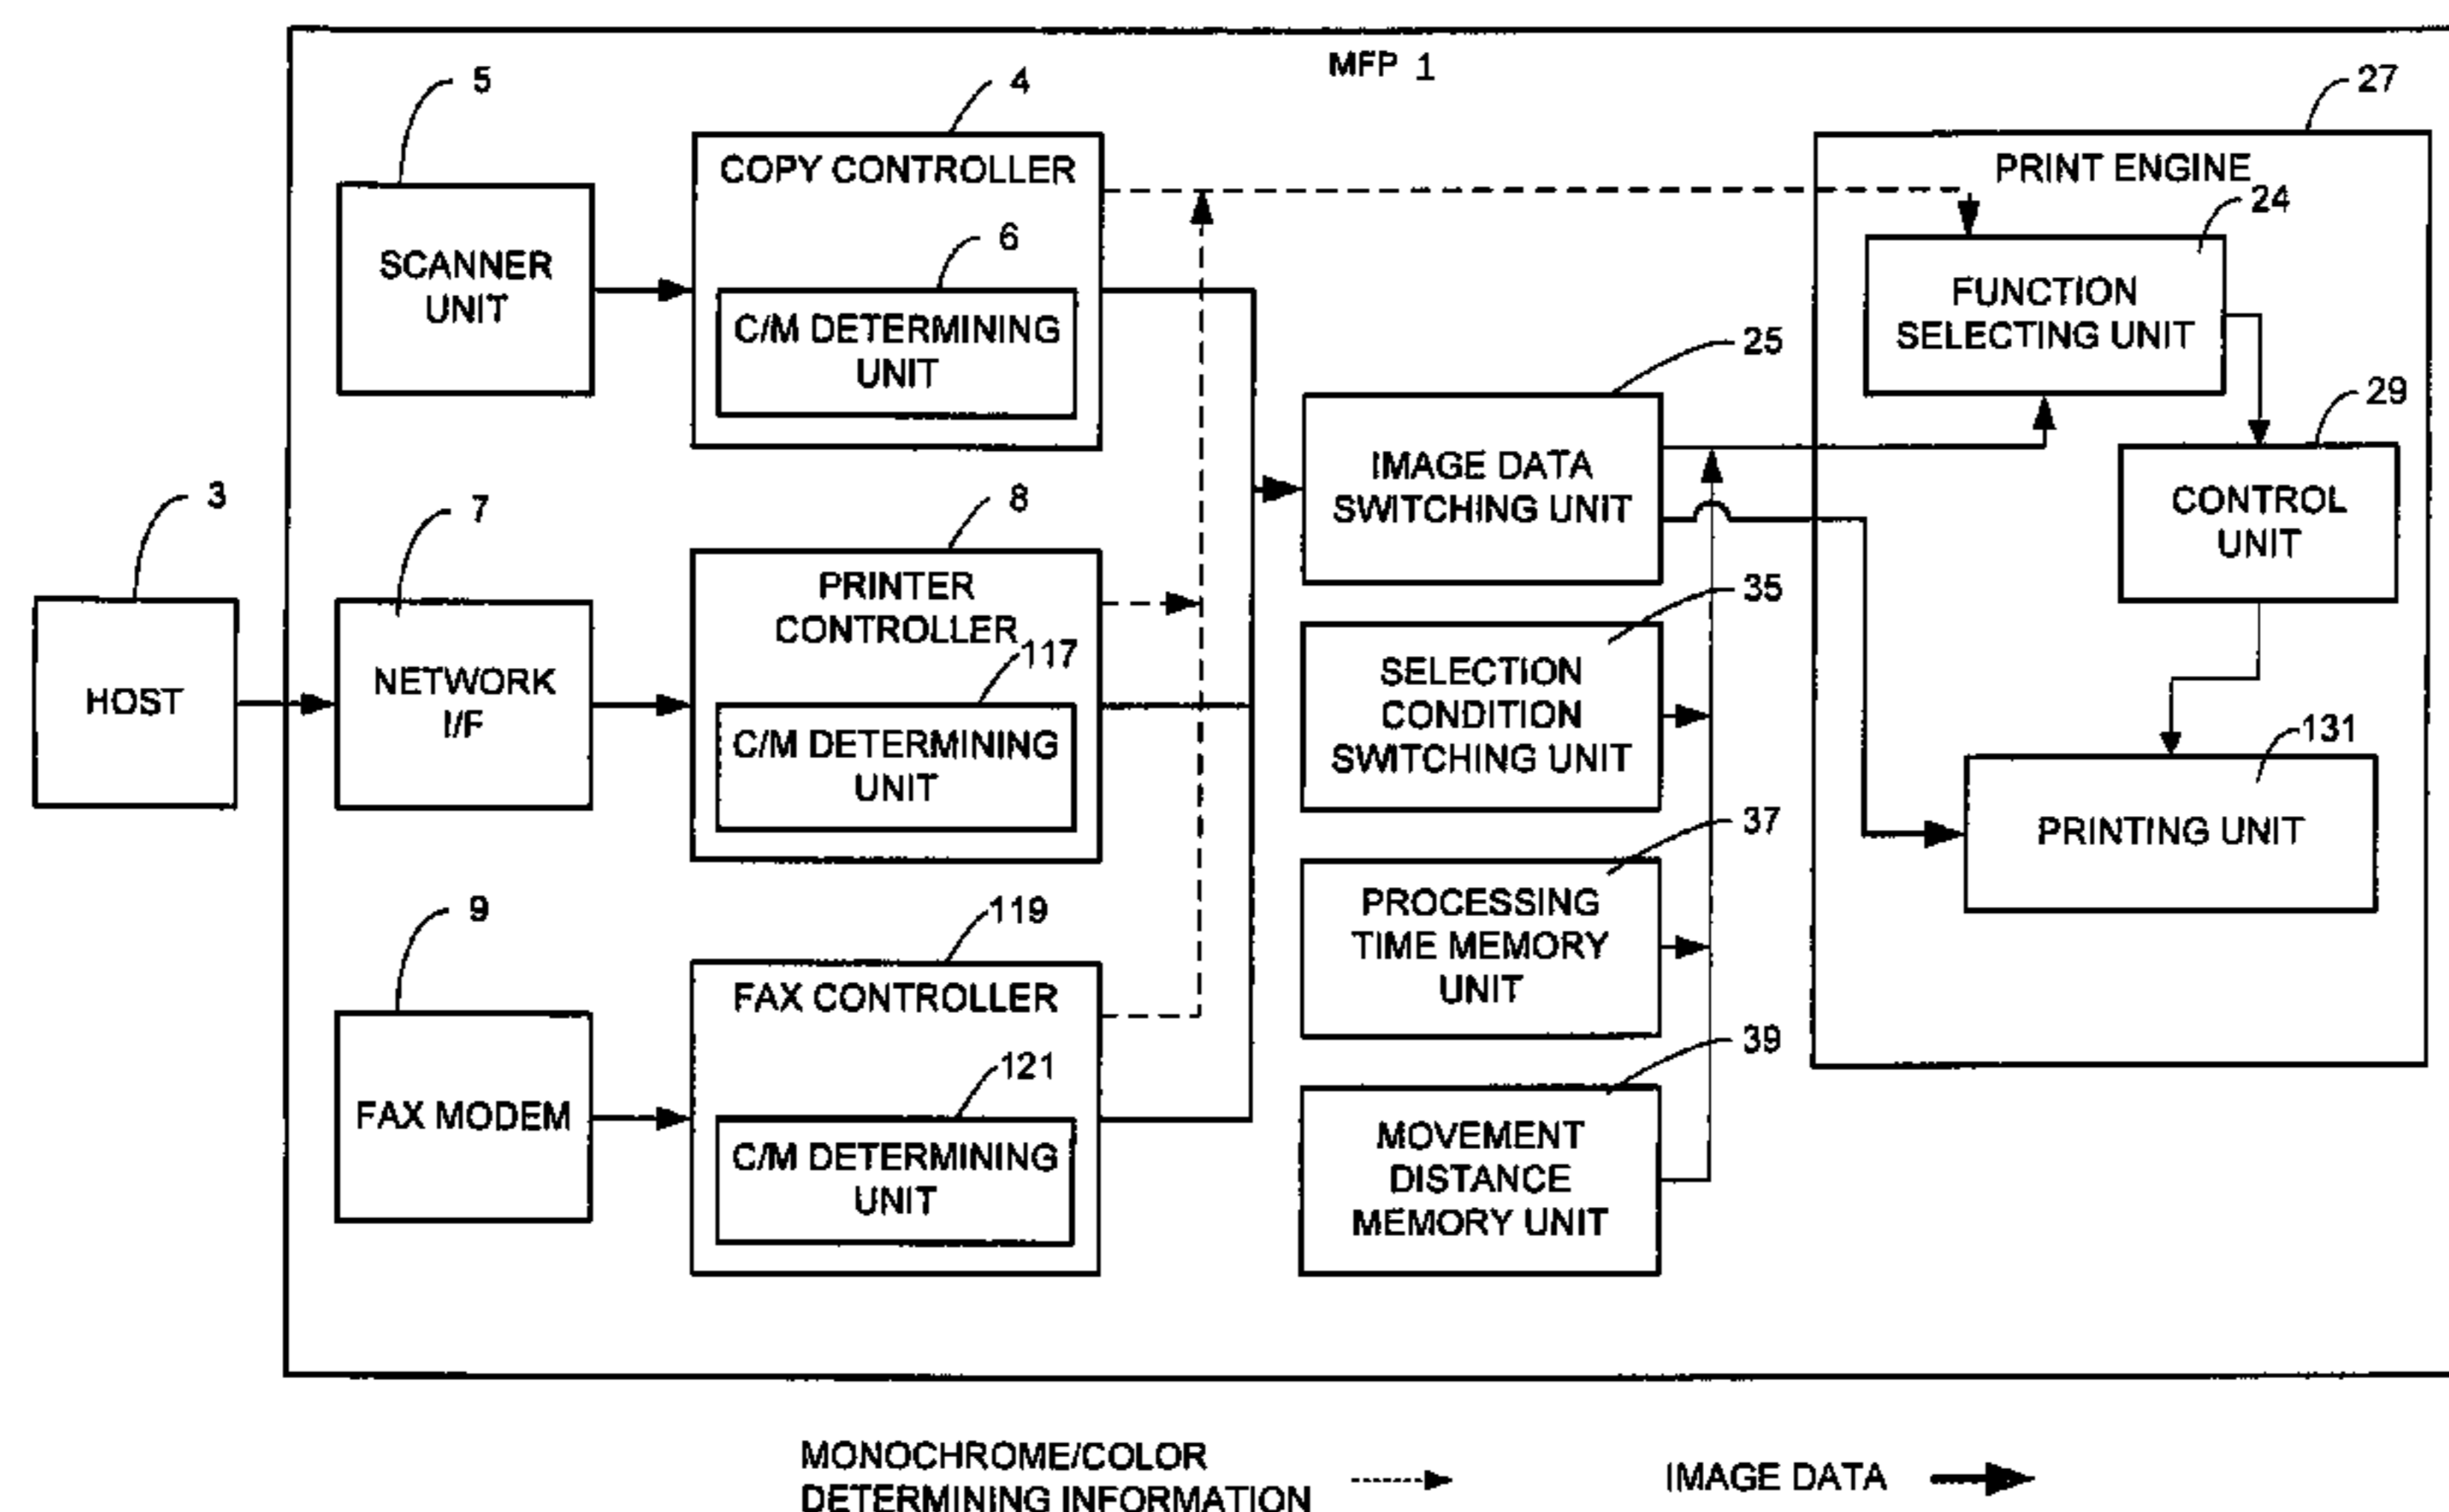 MFP 1
5
4
27
COPY CONTROLLER
PRINT ENGINE
24
SCANNER
UNIT
6
C/M DETERMINING
UNIT
FUNCTION
SELECTING UNIT
25
29
IMAGE DATA
SWITCHING UNIT
CONTROL
UNIT
3
7
8
HOST
NETWORK
I/F
PRINTER
CONTROLLER
117
C/M DETERMINING
UNIT
35
SELECTION
CONDITION
SWITCHING UNIT
131
PRINTING UNIT
37
PROCESSING
TIME MEMORY
UNIT
9
119
FAX MODEM
FAX CONTROLLER
121
C/M DETERMINING
UNIT
39
MOVEMENT
DISTANCE
MEMORY UNIT
MONOCHROME/COLOR
DETERMINING INFORMATION
IMAGE DATA